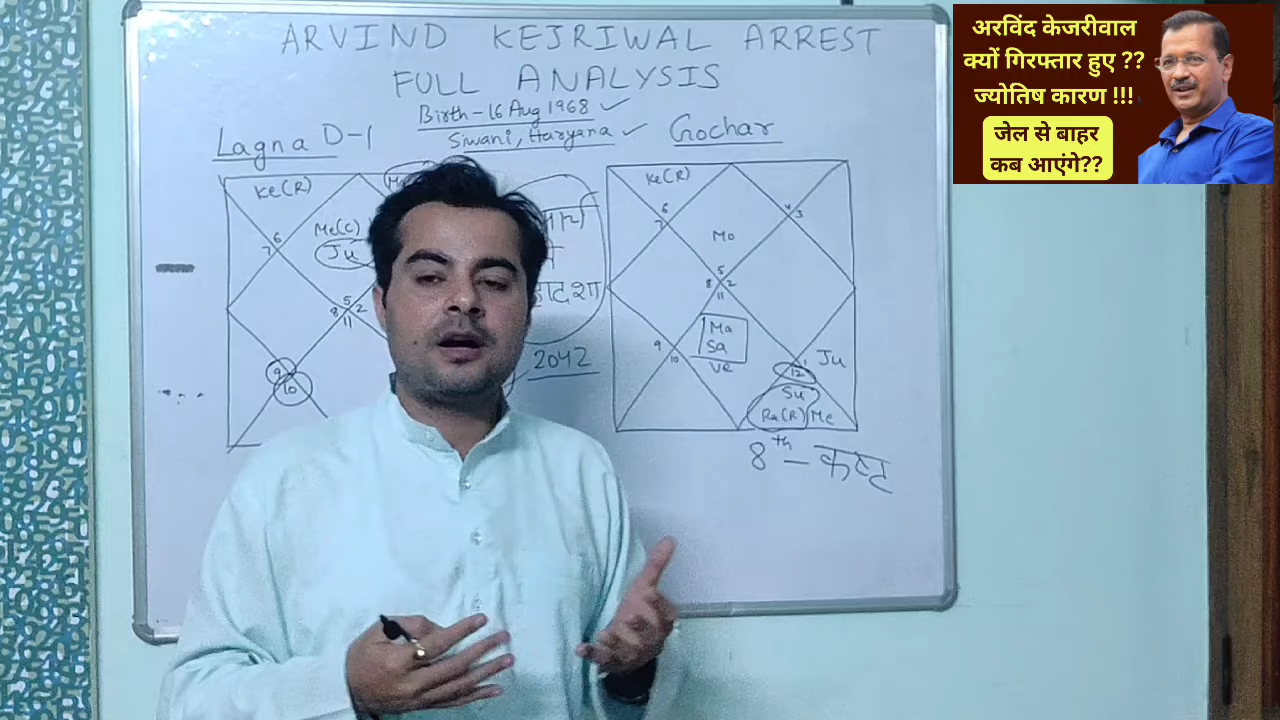 ARVIND KEJRIWAL ARREST
FULL ANALYSIS
Birth - 16 Aug 1968 ✓
Siwani, Haryana ✓
Lagna D-1
Ke(R)
6
7
Me(C)
Ju
5
8 2
11
9
10
दशा
2042
Gochar
Ke(R)
6
7
4
3
Mo
5
8 2
11
Ma
Sa
Ve
9
10
1
Ju
12
Su
Ra(R) Me
8th - कष्ट
अरविंद केजरीवाल
क्यों गिरफ्तार हुए ??
ज्योतिष कारण !!!
जेल से बाहर
कब आएंगे??